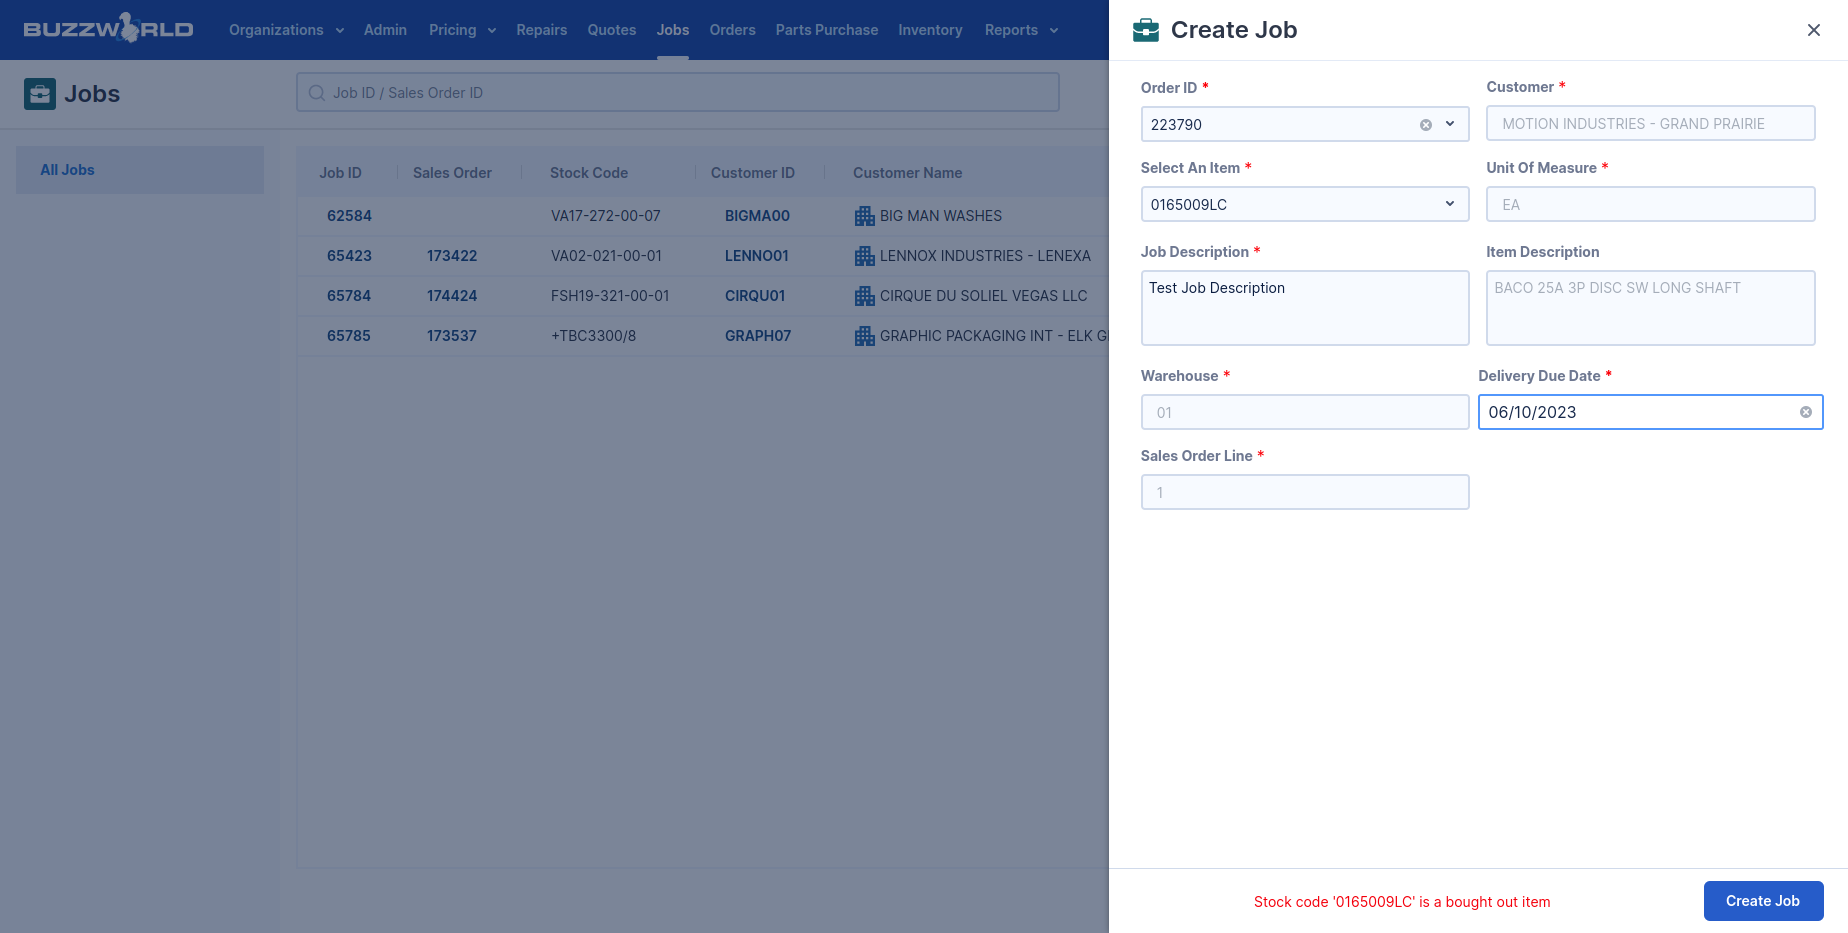 BUZZWORLD Organizations Admin Pricing Repairs Quotes Jobs Orders Parts Purchase Inventory Reports
Jobs
Job ID / Sales Order ID
All Jobs
Job ID Sales Order Stock Code Customer ID Customer Name
62584 VA17-272-00-07 BIGMA00 BIG MAN WASHES
65423 173422 VA02-021-00-01 LENNO01 LENNOX INDUSTRIES - LENEXA
65784 174424 FSH19-321-00-01 CIRQU01 CIRQUE DU SOLIEL VEGAS LLC
65785 173537 +TBC3300/8 GRAPH07 GRAPHIC PACKAGING INT - ELK G
Create Job
Order ID * Customer *
223790 MOTION INDUSTRIES - GRAND PRAIRIE
Select An Item * Unit Of Measure *
0165009LC EA
Job Description * Item Description
Test Job Description BACO 25A 3P DISC SW LONG SHAFT
Warehouse * Delivery Due Date *
01 06/10/2023
Sales Order Line *
1
Stock code '0165009LC' is a bought out item Create Job